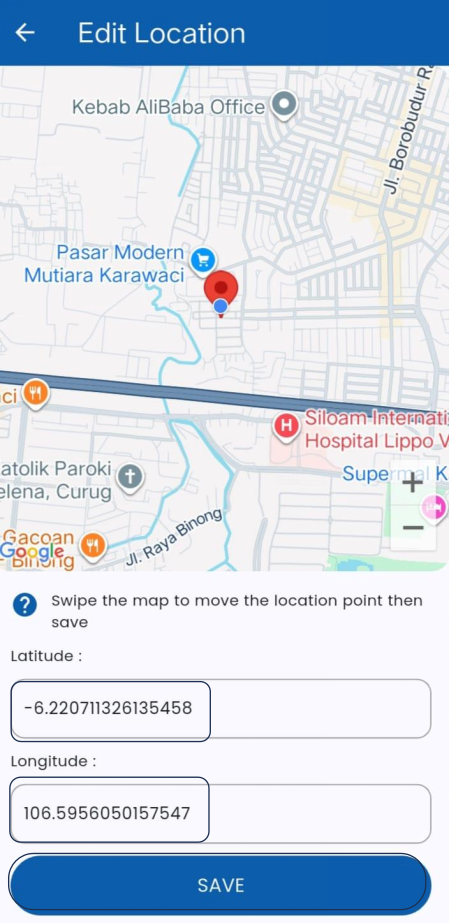 Edit Location
Kebab AliBaba Office
Jl. Borobudur R
Pasar Modern
Mutiara Karawaci
ci
Siloam Internati
Hospital Lippo V
atolik Paroki
elena, Curug
Supermal K
+
−
Gacoan
Binong
Google
Jl. Raya Binong
? Swipe the map to move the location point then
save
Latitude :
-6.220711326135458
Longitude :
106.5956050157547
SAVE